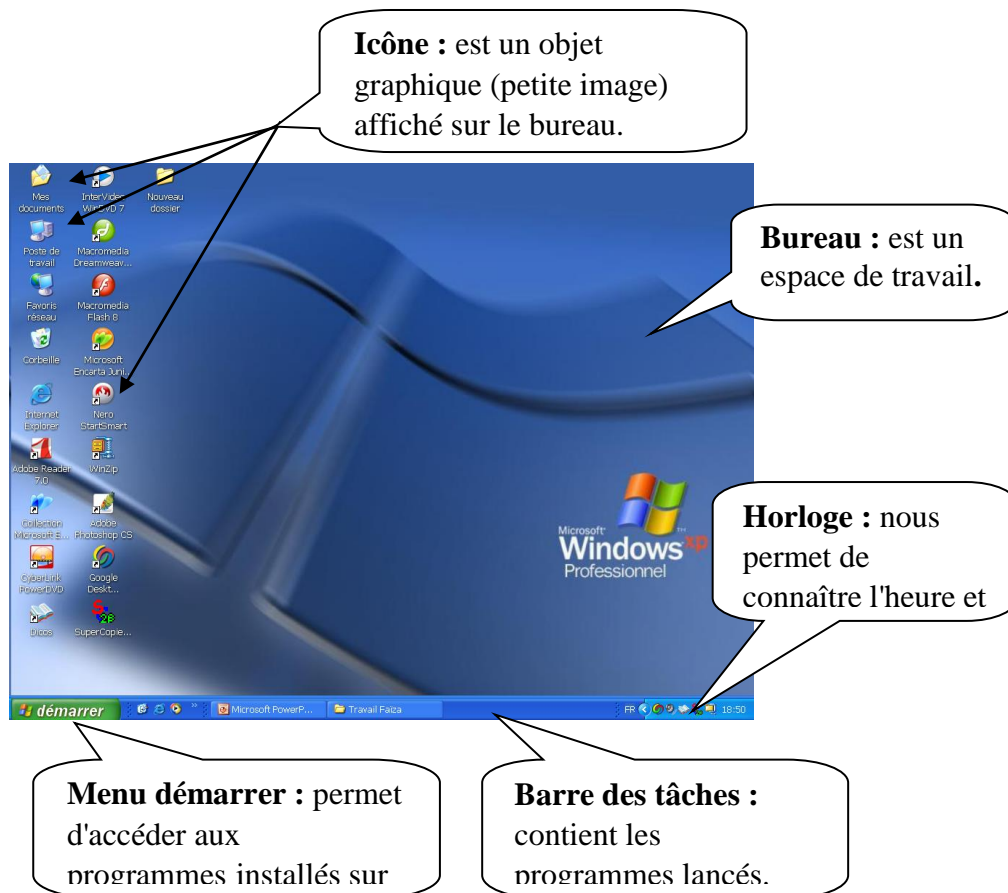 Icône : est un objet
graphique (petite image)
affiché sur le bureau.
Mes
documents
InterVideo
WinDVD 7
Nouveau
dossier
Bureau : est un
espace de travail.
Poste de
travail
Macromedia
Dreamweav...
Favoris
réseau
Macromedia
Flash 8
Corbeille
Microsoft
Encarta Juni...
Internet
Explorer
Nero
StartSmart
Adobe Reader
7.0
WinZip
Collection
Microsoft E...
Adobe
Photoshop CS
CyberLink
PowerDVD
Google
Deskt...
Dicos
SuperCopie...
Microsoft
Windows xp
Professionnel
Horloge : nous
permet de
connaître l'heure et
démarrer
Microsoft PowerP...
Travail Faiza
FR
18:50
Menu démarrer : permet
d'accéder aux
programmes installés sur
Barre des tâches :
contient les
programmes lancés.